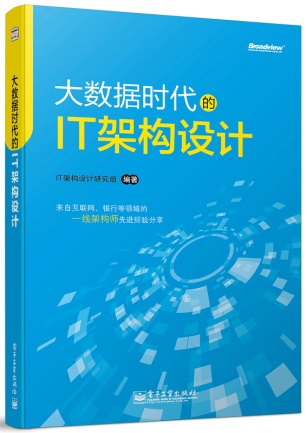 Broadview
大数据时代的
IT架构设计
IT架构设计研究组 编著
来自互联网、银行等领域的
一线架构师先进经验分享
电子工业出版社
大数据时代的IT架构设计